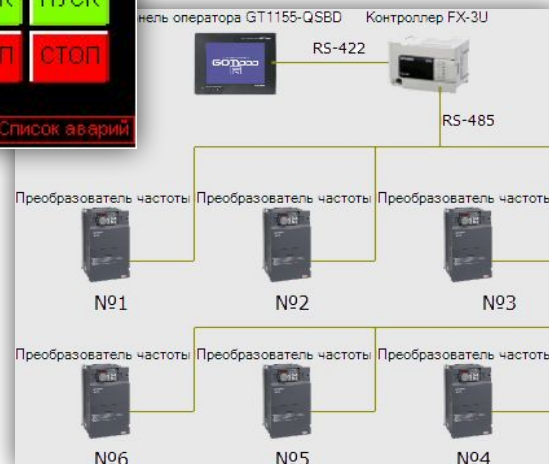 ПУСК
СТОП
Список аварий
нель оператора GT1155-QSBD Контроллер FX-3U
RS-422
GOT1000
RS-485
Преобразователь частоты Преобразователь частоты Преобразователь частоты
№1 №2 №3
Преобразователь частоты Преобразователь частоты Преобразователь частоты
№6 №5 №4